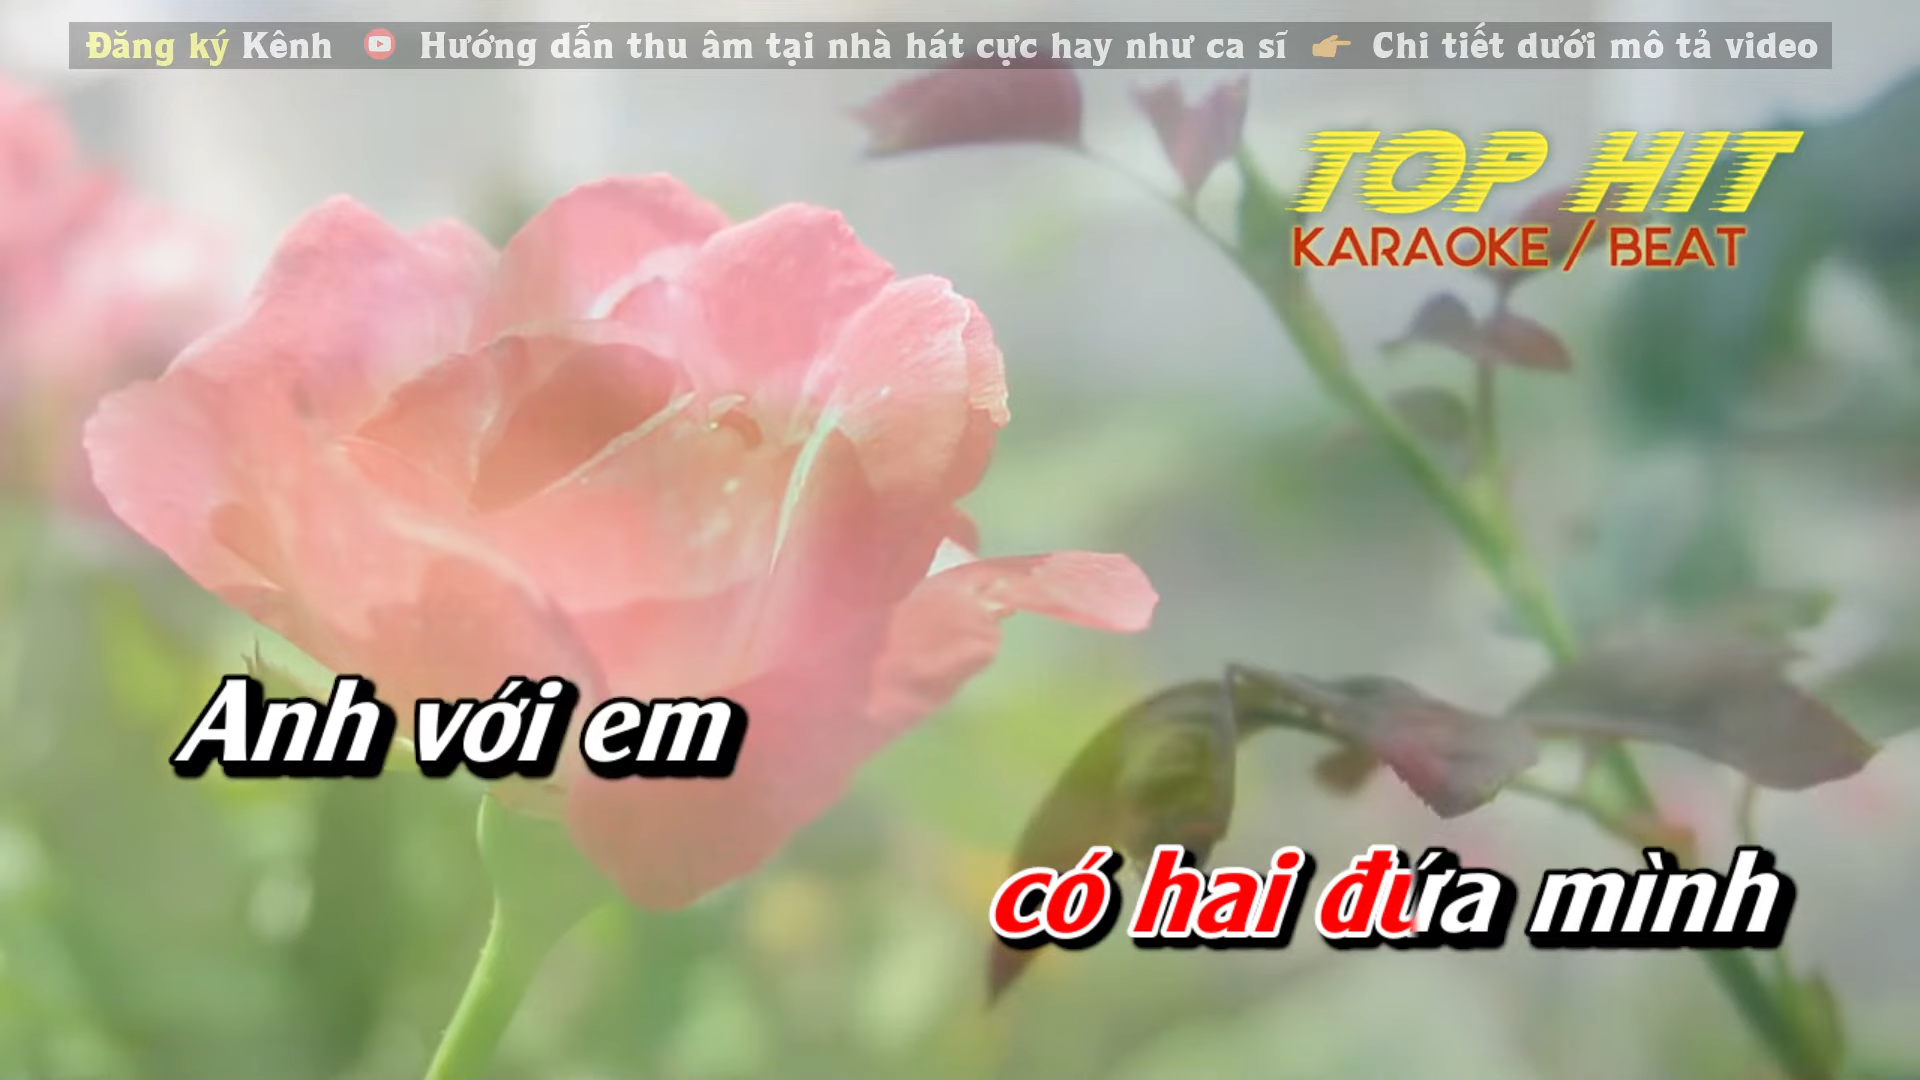 Đăng ký Kênh Hướng dẫn thu âm tại nhà hát cực hay như ca sĩ 👉 Chi tiết dưới mô tả video
TOP HIT
KARAOKE / BEAT
Anh với em
có hai đứa mình